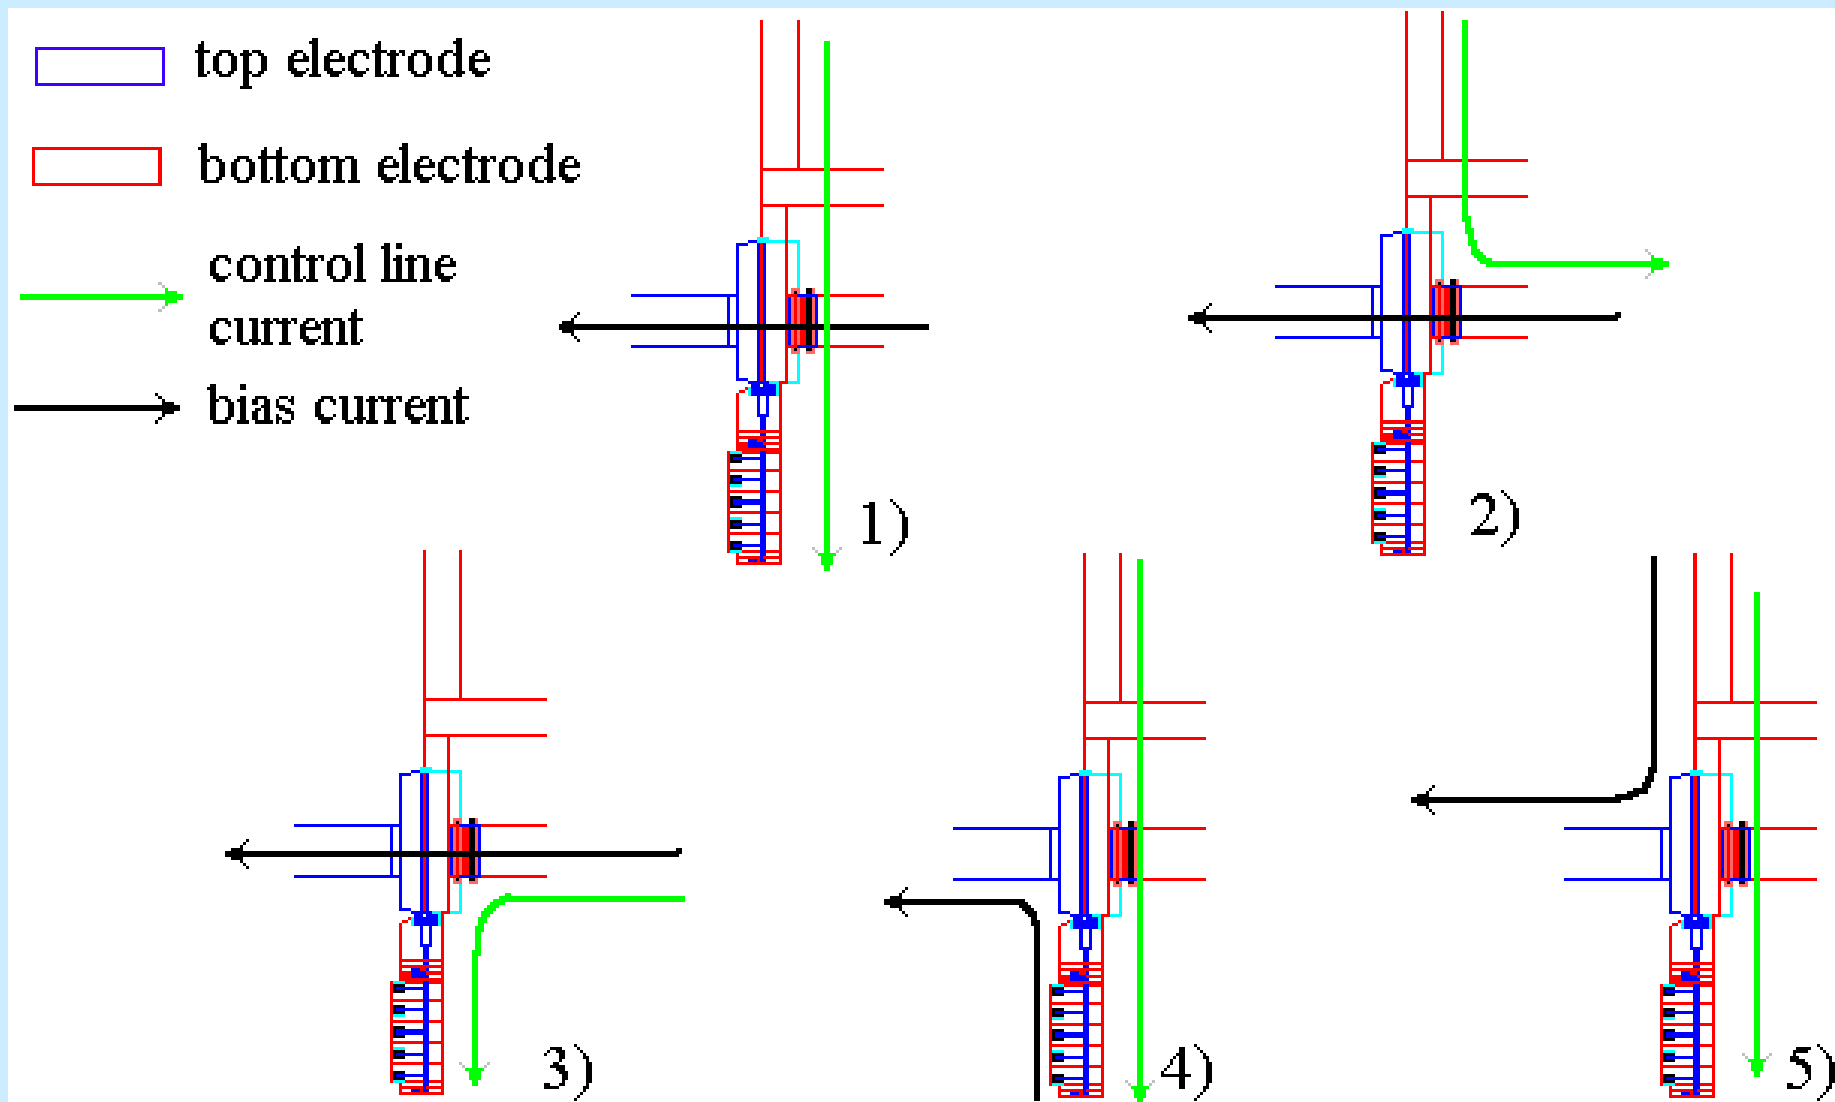 top electrode
bottom electrode
control line
current
bias current
1)
2)
3)
4)
5)